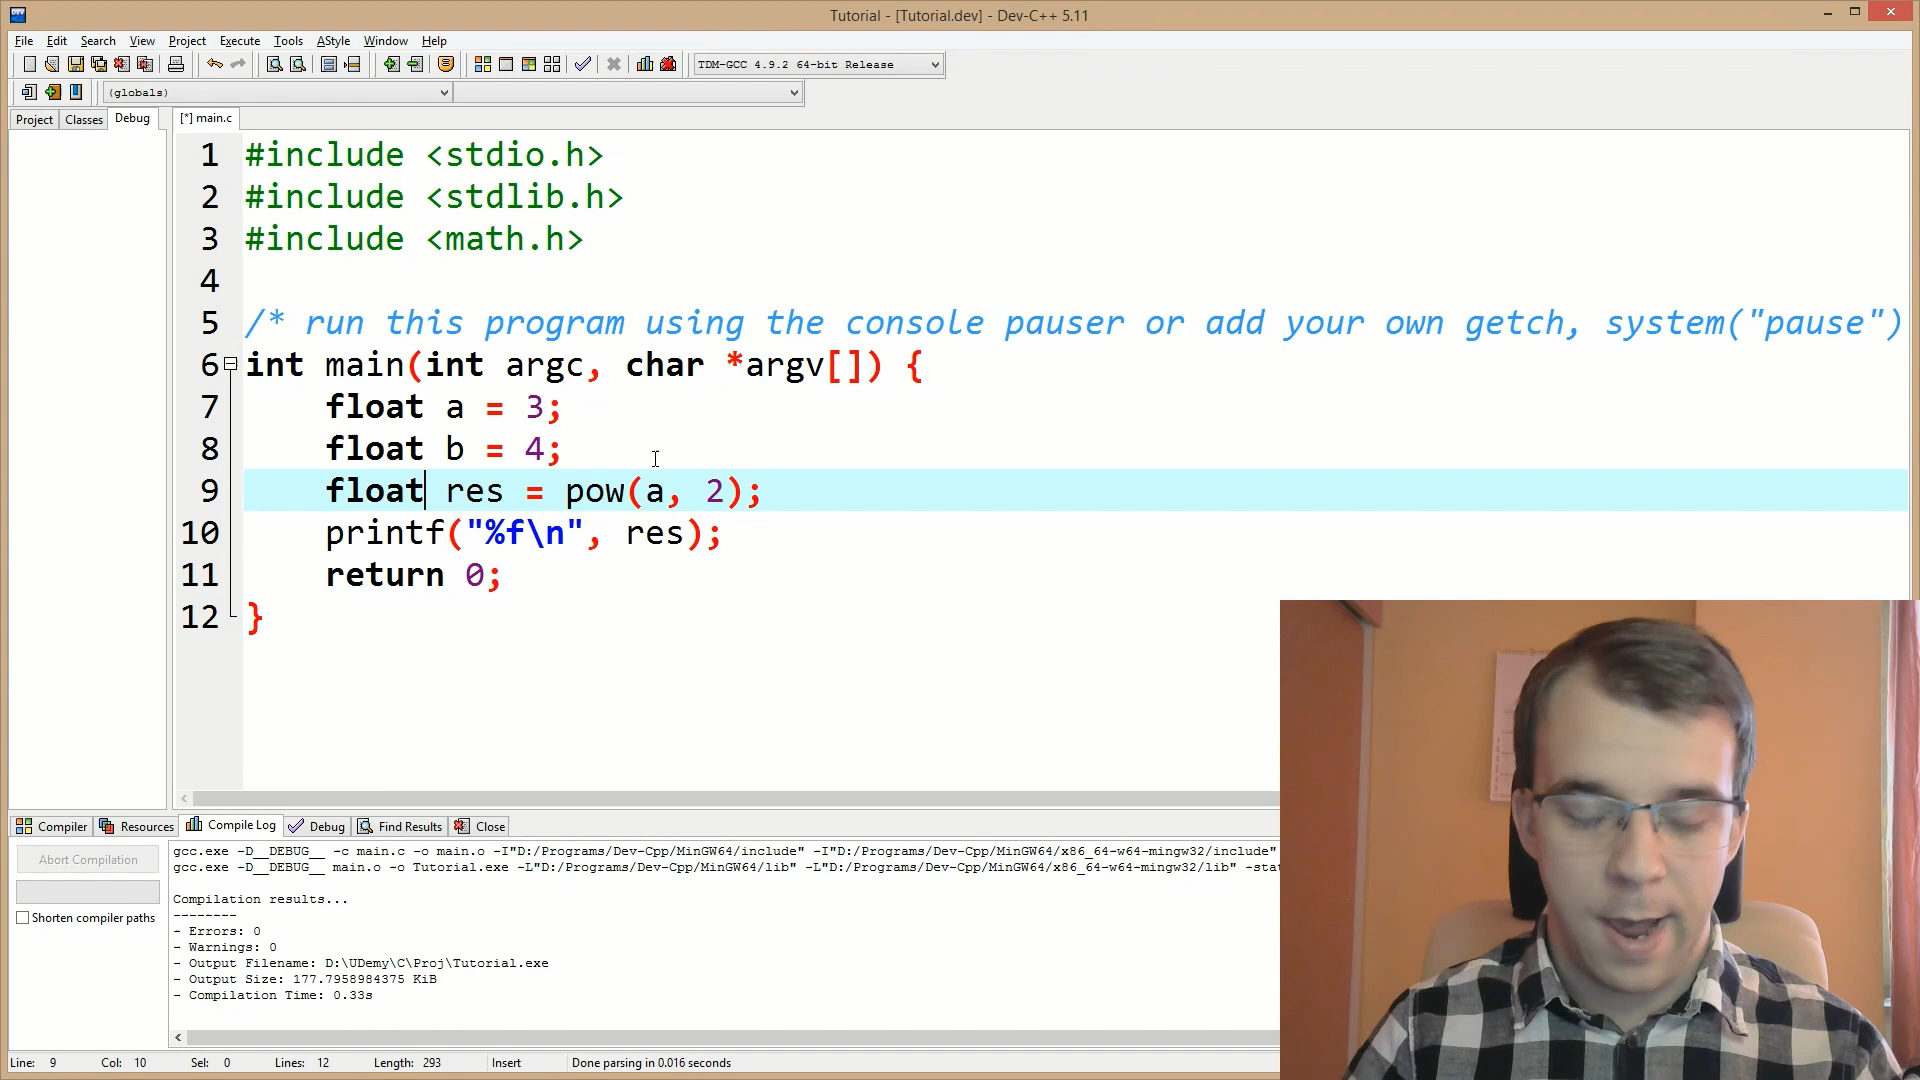 Tutorial - [Tutorial.dev] - Dev-C++ 5.11
File Edit Search View Project Execute Tools AStyle Window Help
TDM-GCC 4.9.2 64-bit Release
(globals)
Project Classes Debug [*] main.c
1 #include <stdio.h>
2 #include <stdlib.h>
3 #include <math.h>
4
5 /* run this program using the console pauser or add your own getch, system("pause")
6 int main(int argc, char *argv[]) {
7 float a = 3;
8 float b = 4;
9 float res = pow(a, 2);
10 printf("%f\n", res);
11 return 0;
12 }
Compiler Resources Compile Log Debug Find Results Close
Abort Compilation
Shorten compiler paths
gcc.exe -D__DEBUG__ -c main.c -o main.o -I"D:/Programs/Dev-Cpp/MinGW64/include" -I"D:/Programs/Dev-Cpp/MinGW64/x86_64-w64-mingw32/include"
gcc.exe -D__DEBUG__ main.o -o Tutorial.exe -L"D:/Programs/Dev-Cpp/MinGW64/lib" -L"D:/Programs/Dev-Cpp/MinGW64/x86_64-w64-mingw32/lib" -stat
Compilation results...
--------
- Errors: 0
- Warnings: 0
- Output Filename: D:\UDemy\C\Proj\Tutorial.exe
- Output Size: 177.7958984375 KiB
- Compilation Time: 0.33s
Line: 9 Col: 10 Sel: 0 Lines: 12 Length: 293 Insert Done parsing in 0.016 seconds